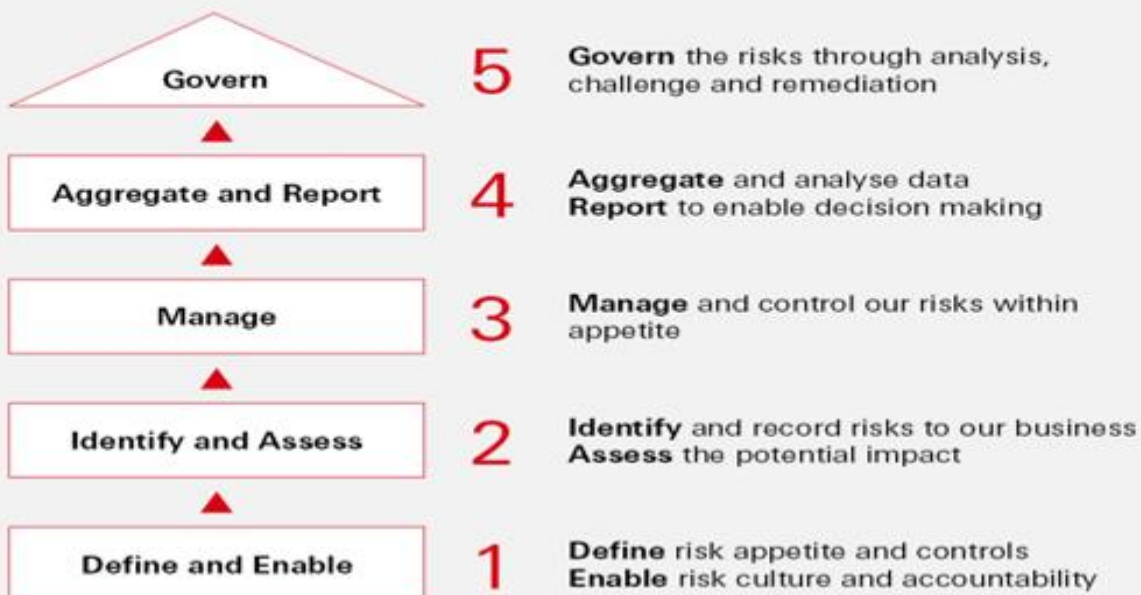 Govern
5
Govern the risks through analysis,
challenge and remediation
Aggregate and Report
4
Aggregate and analyse data
Report to enable decision making
Manage
3
Manage and control our risks within
appetite
Identify and Assess
2
Identify and record risks to our business
Assess the potential impact
Define and Enable
1
Define risk appetite and controls
Enable risk culture and accountability